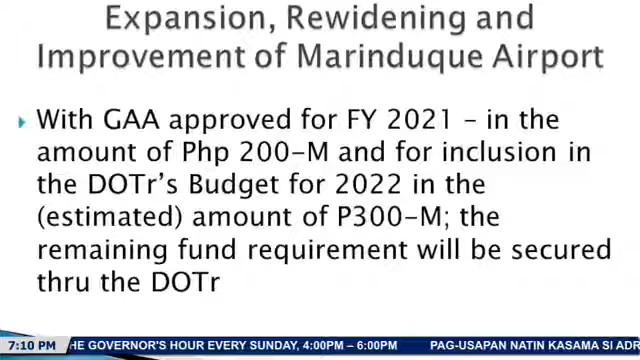 Expansion, Rewidening and
Improvement of Marinduque Airport
With GAA approved for FY 2021 – in the
amount of Php 200-M and for inclusion in
the DOTr's Budget for 2022 in the
(estimated) amount of P300-M; the
remaining fund requirement will be secured
thru the DOTr
7:10 PM HE GOVERNOR'S HOUR EVERY SUNDAY, 4:00PM – 6:00PM PAG-USAPAN NATIN KASAMA SI ADR